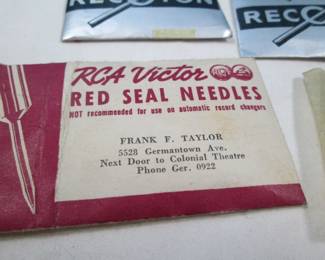 RECOTON
RECOTON
RCA Victor
RED SEAL NEEDLES
NOT recommended for use on automatic record changers
FRANK F. TAYLOR
5528 Germantown Ave.
Next Door to Colonial Theatre
Phone Ger. 0922